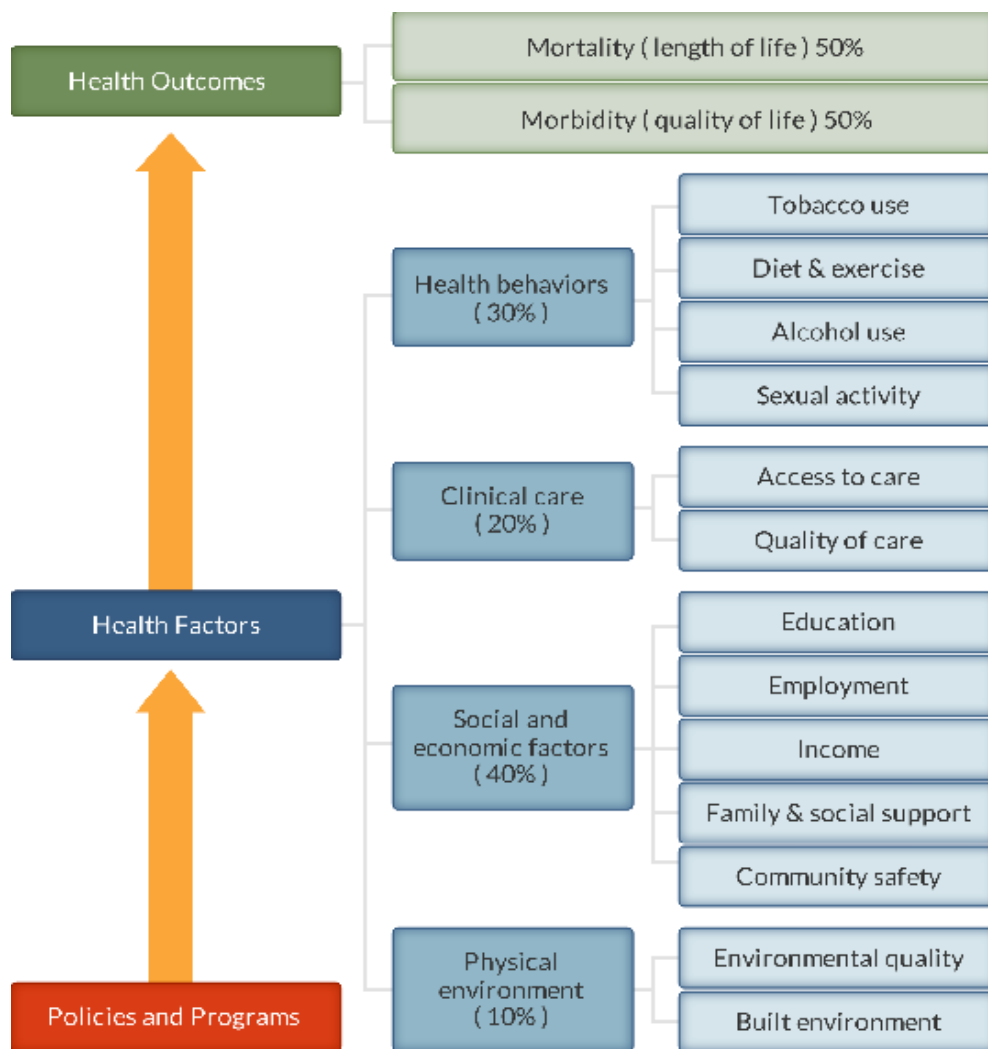 Health Outcomes
Mortality ( length of life ) 50%
Morbidity ( quality of life ) 50%
Health behaviors
( 30% )
Tobacco use
Diet & exercise
Alcohol use
Sexual activity
Clinical care
( 20% )
Access to care
Quality of care
Health Factors
Social and
economic factors
( 40% )
Education
Employment
Income
Family & social support
Community safety
Physical
environment
( 10% )
Environmental quality
Built environment
Policies and Programs